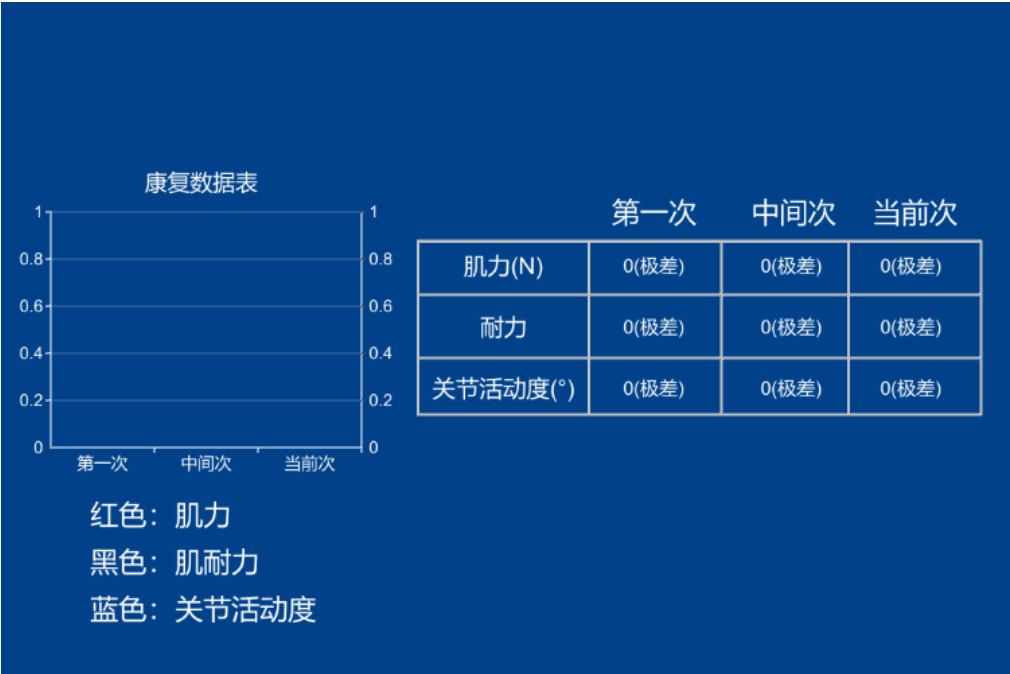 康复数据表
1 1
0.8 0.8
0.6 0.6
0.4 0.4
0.2 0.2
0 0
第一次 中间次 当前次
红色：肌力
黑色：肌耐力
蓝色：关节活动度
第一次 中间次 当前次
肌力(N) 0(极差) 0(极差) 0(极差)
耐力 0(极差) 0(极差) 0(极差)
关节活动度(°) 0(极差) 0(极差) 0(极差)